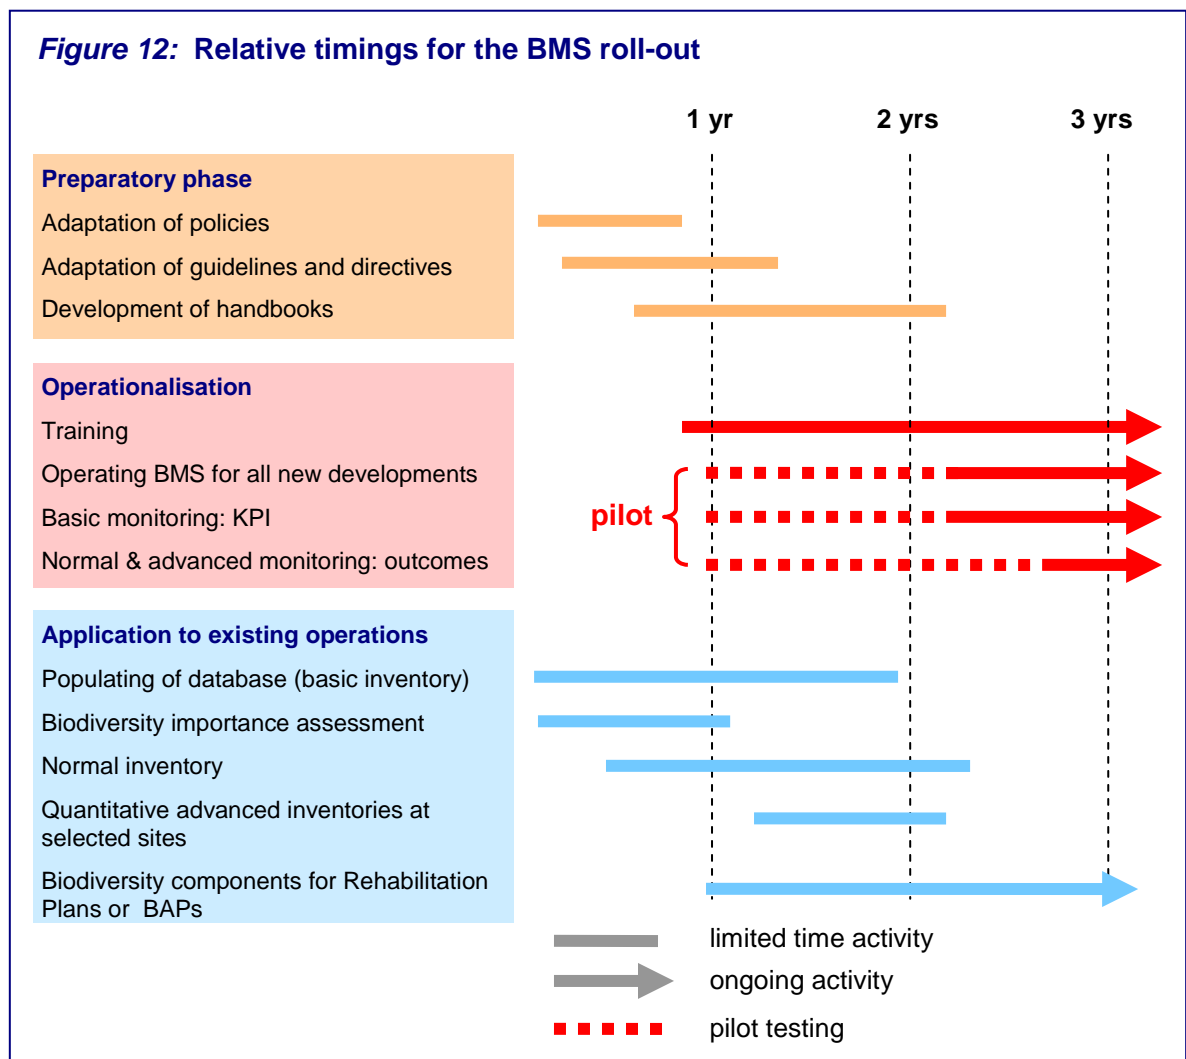 Figure 12: Relative timings for the BMS roll-out
1 yr 2 yrs 3 yrs
Preparatory phase
Adaptation of policies
Adaptation of guidelines and directives
Development of handbooks
Operationalisation
Training
Operating BMS for all new developments
Basic monitoring: KPI
pilot
Normal & advanced monitoring: outcomes
Application to existing operations
Populating of database (basic inventory)
Biodiversity importance assessment
Normal inventory
Quantitative advanced inventories at
selected sites
Biodiversity components for Rehabilitation
Plans or BAPs
limited time activity
ongoing activity
pilot testing